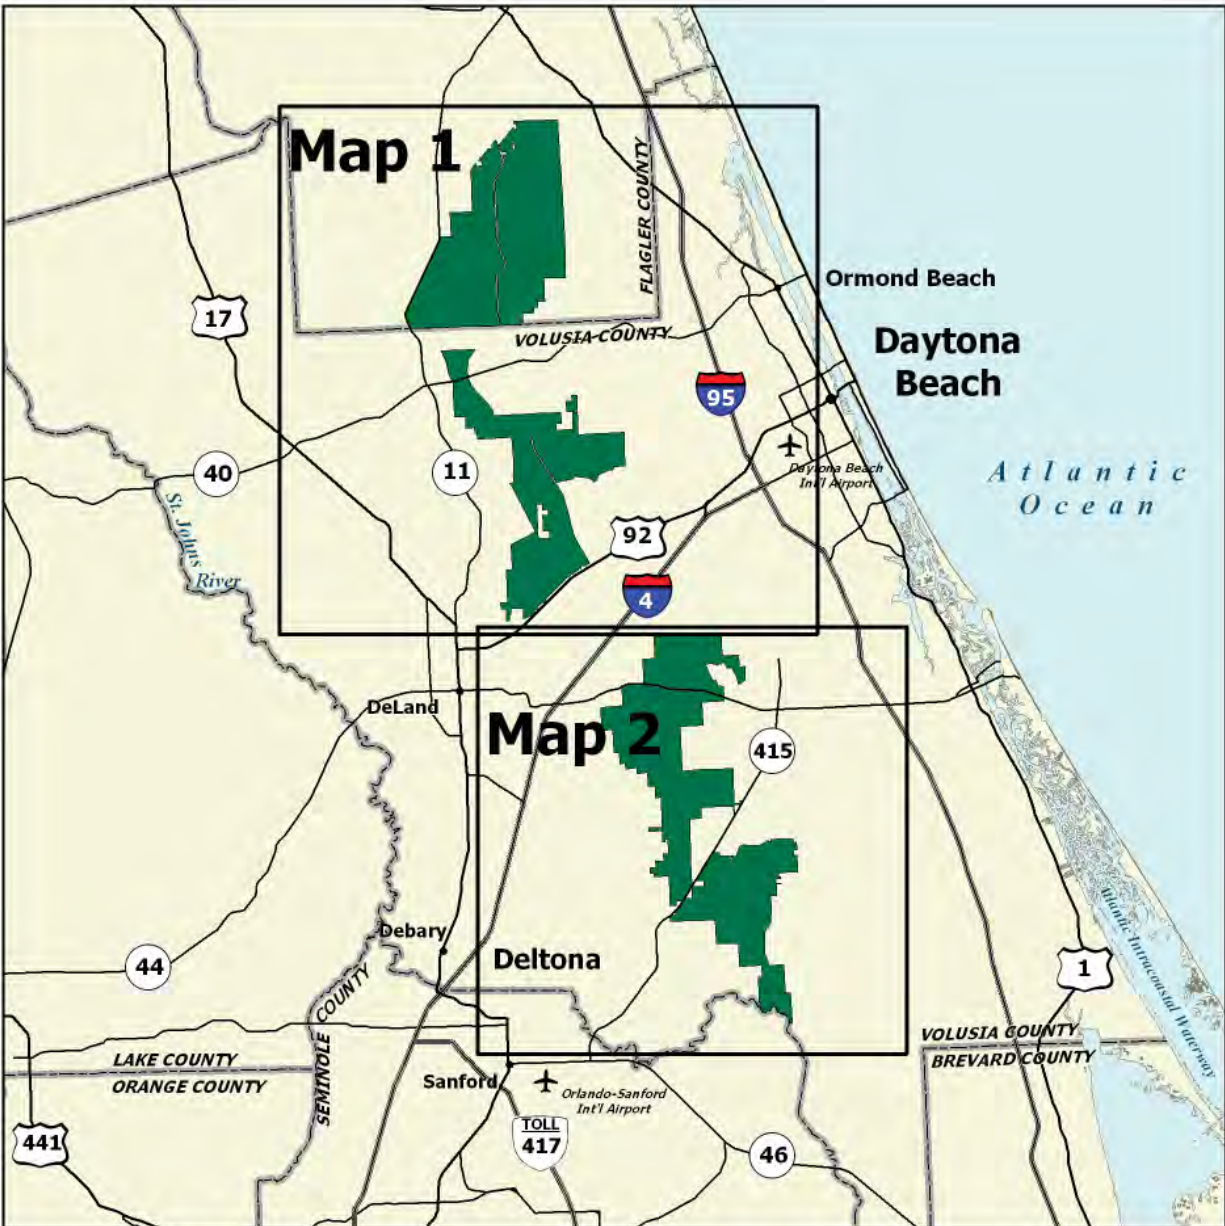 Map 1
FLAGLER COUNTY
Ormond Beach
17
VOLUSIA COUNTY
Daytona
Beach
95
40
11
Daytona Beach
Int'l Airport
Atlantic
Ocean
St. Johns
River
92
4
DeLand
Map 2
415
Debary
Deltona
44
1
Atlantic Intracoastal Waterway
SEMINOLE COUNTY
VOLUSIA COUNTY
BREVARD COUNTY
LAKE COUNTY
ORANGE COUNTY
Sanford
Orlando-Sanford
Int'l Airport
TOLL
417
441
46